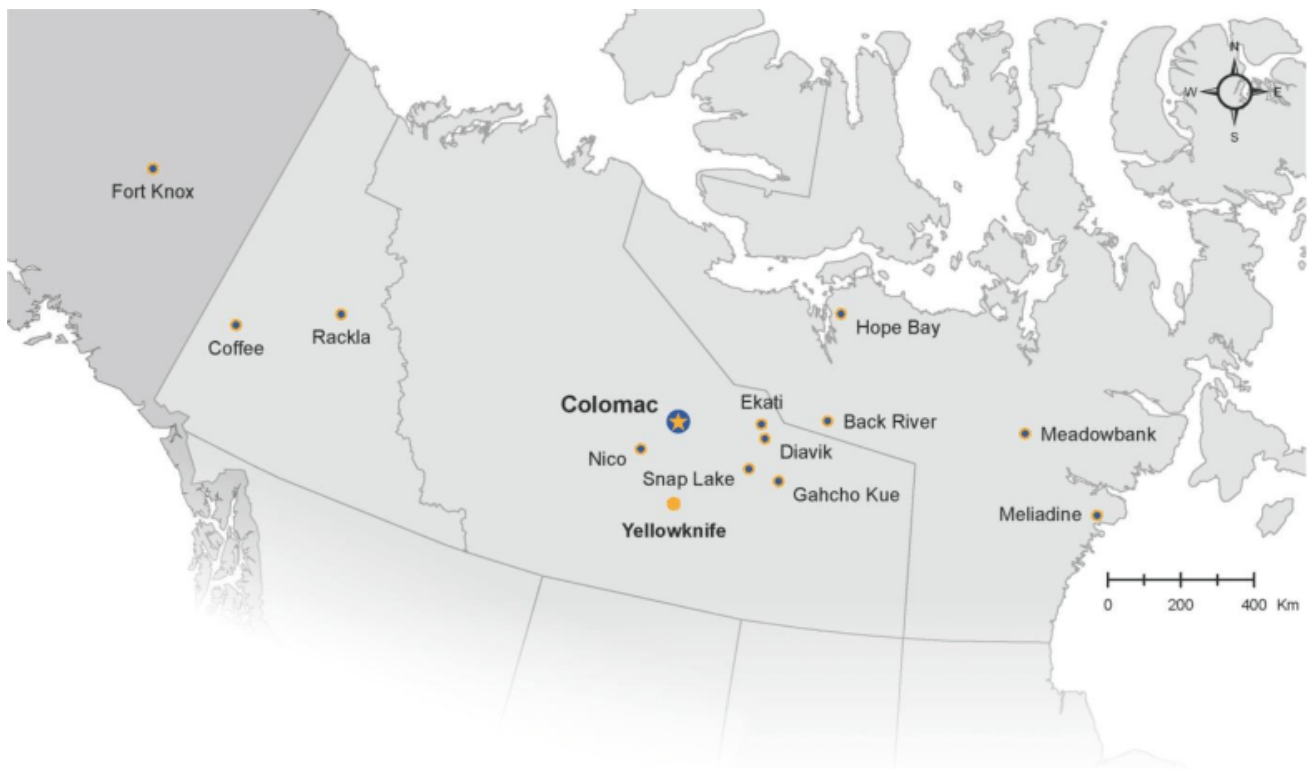 N
W
E
S
Fort Knox
Coffee
Rackla
Hope Bay
Colomac
Ekati
Back River
Diavik
Meadowbank
Nico
Snap Lake
Gahcho Kue
Meliadine
Yellowknife
0 200 400 Km